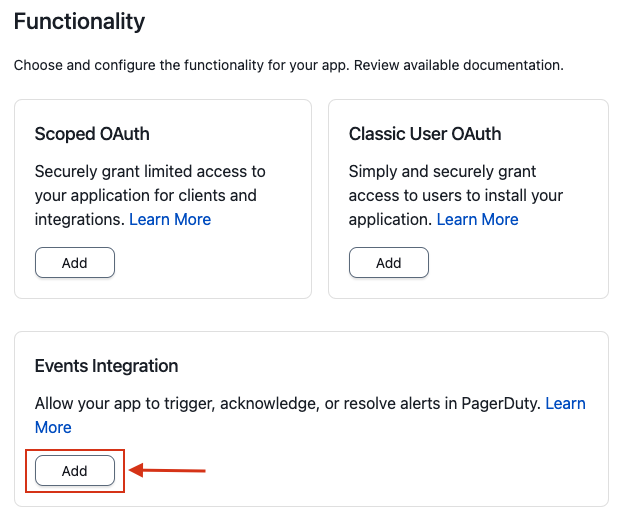 Functionality
Choose and configure the functionality for your app. Review available documentation.
Scoped OAuth
Securely grant limited access to
your application for clients and
integrations. Learn More
Add
Classic User OAuth
Simply and securely grant
access to users to install your
application. Learn More
Add
Events Integration
Allow your app to trigger, acknowledge, or resolve alerts in PagerDuty. Learn
More
Add